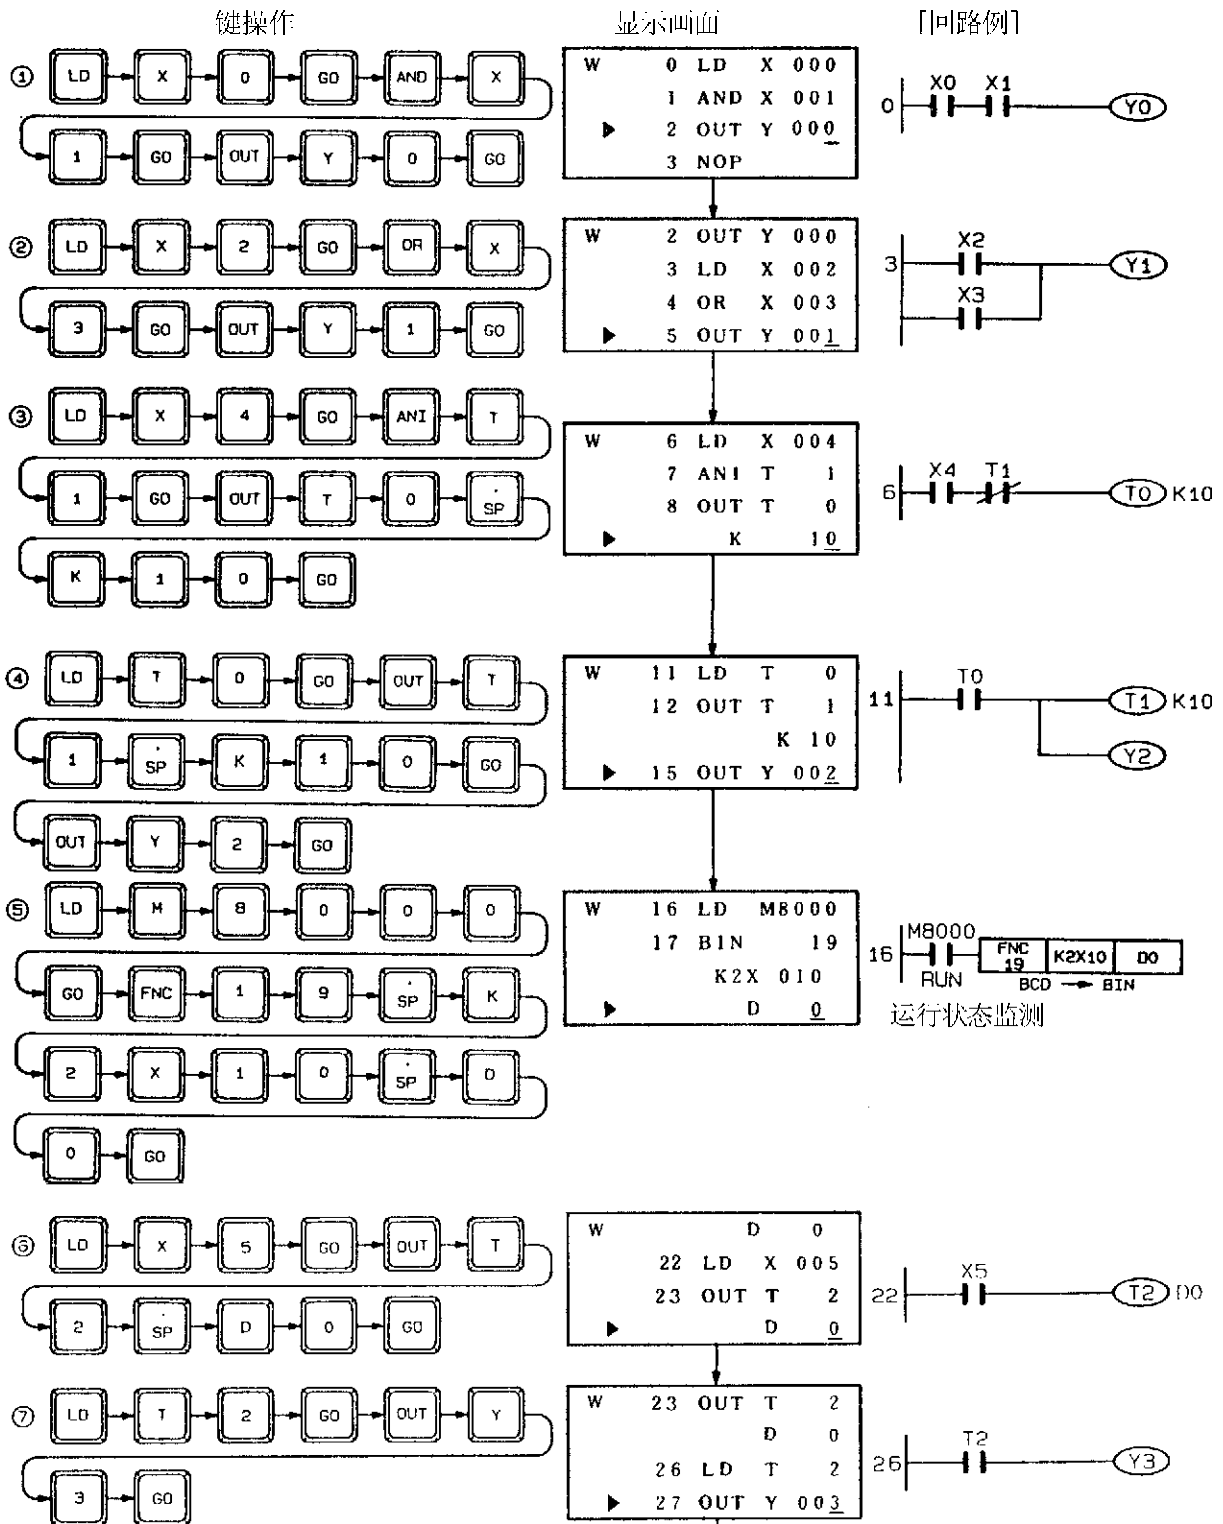 键操作 显示画面 [回路例]
① LD X 0 GO AND X
1 GO OUT Y 0 GO
W 0 LD X 000
1 AND X 001
▶ 2 OUT Y 000
3 NOP
X0 X1
0 Y0
② LD X 2 GO OR X
3 GO OUT Y 1 GO
W 2 OUT Y 000
3 LD X 002
4 OR X 003
▶ 5 OUT Y 001
X2
3 Y1
X3
③ LD X 4 GO ANI T
1 GO OUT T 0 SP
K 1 0 GO
W 6 LD X 004
7 ANI T 1
8 OUT T 0
▶ K 10
X4 T1
6 T0 K10
④ LD T 0 GO OUT T
1 SP K 1 0 GO
OUT Y 2 GO
W 11 LD T 0
12 OUT T 1
K 10
▶ 15 OUT Y 002
T0
11 T1 K10
Y2
⑤ LD M 8 0 0 0
GO FNC 1 9 SP K
2 X 1 0 SP D
0 GO
W 16 LD M8000
17 BIN 19
K2X 010
▶ D 0
M8000
16 FNC 19 K2X10 D0
RUN BCD → BIN
运行状态监测
⑥ LD X 5 GO OUT T
2 SP D 0 GO
W D 0
22 LD X 005
23 OUT T 2
▶ D 0
X5
22 T2 D0
⑦ LD T 2 GO OUT Y
3 GO
W 23 OUT T 2
D 0
26 LD T 2
▶ 27 OUT Y 003
T2
26 Y3